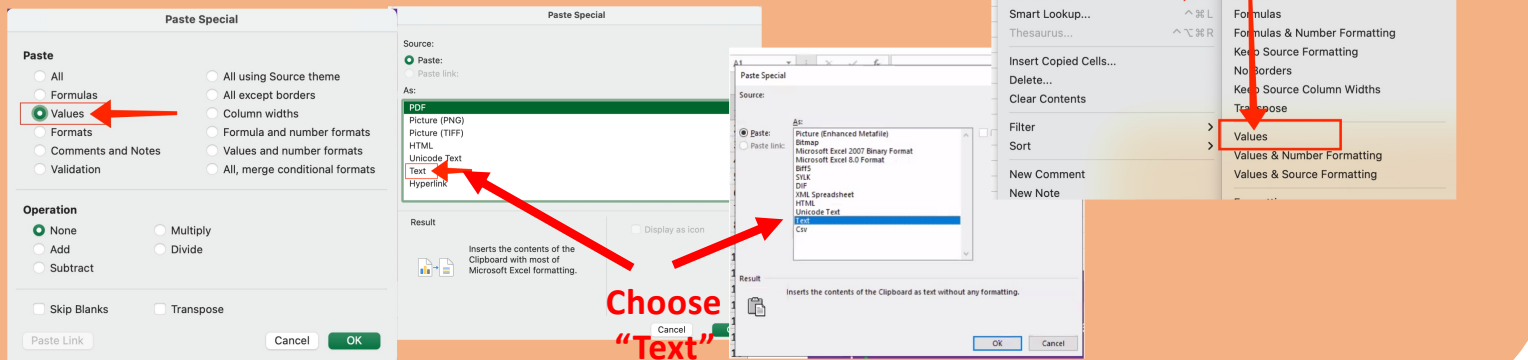 Paste Special
Paste
All
All using Source theme
Formulas
All except borders
Values
Column widths
Formats
Formula and number formats
Comments and Notes
Values and number formats
Validation
All, merge conditional formats
Operation
None
Multiply
Add
Divide
Subtract
Skip Blanks
Transpose
Paste Link
Cancel
OK
Paste Special
Source:
Paste:
Paste link:
As:
PDF
Picture (PNG)
Picture (TIFF)
HTML
Unicode Text
Text
Hyperlink
Result
Display as icon
Inserts the contents of the
Clipboard with most of
Microsoft Excel formatting.
Cancel
Choose
“Text”
A1
Paste Special
Source:
As:
Paste:
Paste link:
Picture (Enhanced Metafile)
Bitmap
Microsoft Excel 2007 Binary Format
Microsoft Excel 8.0 Format
Biff5
SYLK
DIF
XML Spreadsheet
HTML
Unicode Text
Text
Csv
Result
Inserts the contents of the Clipboard as text without any formatting.
OK
Cancel
Smart Lookup... ^⌘L
Thesaurus... ^⌥⌘R
Insert Copied Cells...
Delete...
Clear Contents
Filter
Sort
New Comment
New Note
Formulas
Formulas & Number Formatting
Keep Source Formatting
No Borders
Keep Source Column Widths
Transpose
Values
Values & Number Formatting
Values & Source Formatting